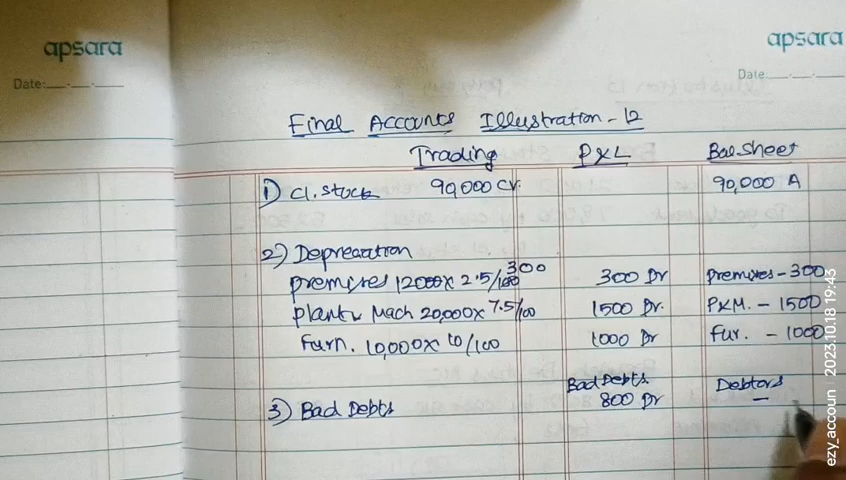 apsara
apsara
Date:
Date:
Final Accounts Illustration - 12
Trading P&L Bal Sheet
1) Cl. stock 90,000 Cr. 90,000 A
2) Depreciation
premises 12000 x 2.5/100 300 300 Dr premises - 300
plant & Mach 20,000 x 7.5/100 1500 Dr. P&M. - 1500
Furn. 10,000 x 10/100 1000 Dr Fur. - 1000
Bad Debts Debtors
3) Bad Debts 800 Dr -
ezy_accoun 2023.10.18 19:43